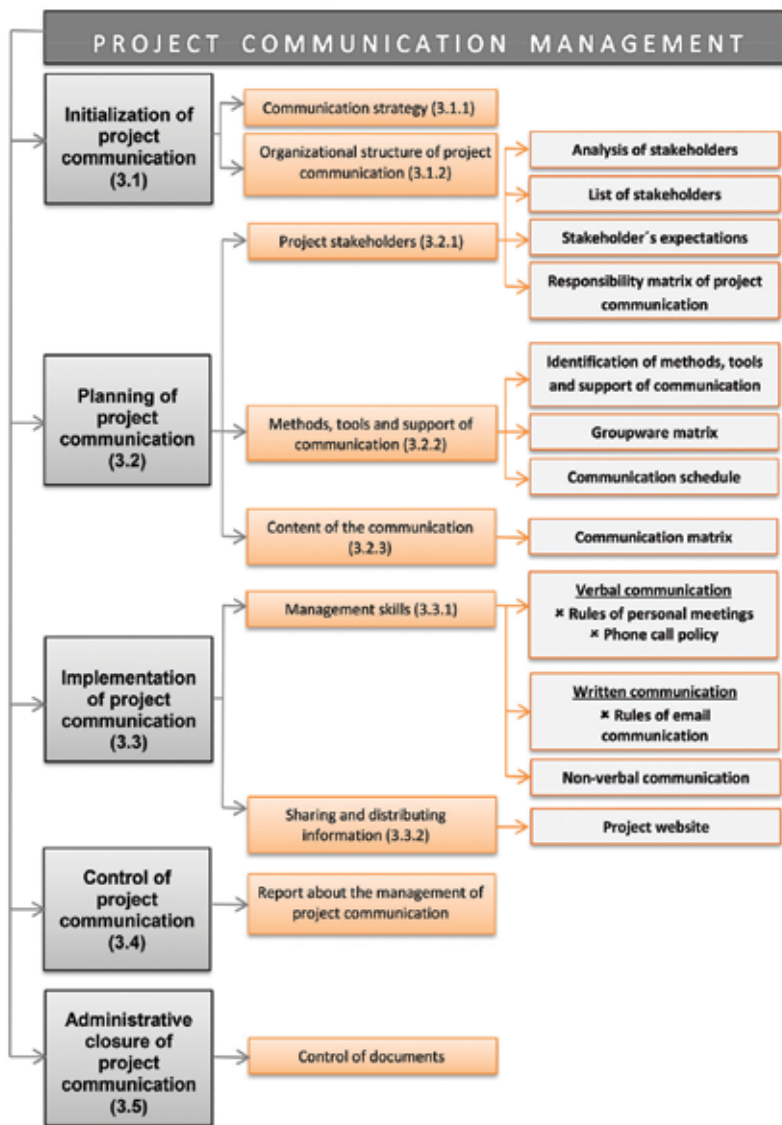 PROJECT COMMUNICATION MANAGEMENT
Initialization of
project
communication
(3.1)
Communication strategy (3.1.1)
Organizational structure of project
communication (3.1.2)
Planning of
project
communication
(3.2)
Project stakeholders (3.2.1)
Analysis of stakeholders
List of stakeholders
Stakeholder´s expectations
Responsibility matrix of project
communication
Methods, tools and support of
communication (3.2.2)
Identification of methods, tools
and support of communication
Groupware matrix
Communication schedule
Content of the communication
(3.2.3)
Communication matrix
Implementation
of project
communication
(3.3)
Management skills (3.3.1)
Verbal communication
× Rules of personal meetings
× Phone call policy
Written communication
× Rules of email
communication
Non-verbal communication
Sharing and distributing
information (3.3.2)
Project website
Control of
project
communication
(3.4)
Report about the management of
project communication
Administrative
closure of
project
communication
(3.5)
Control of documents